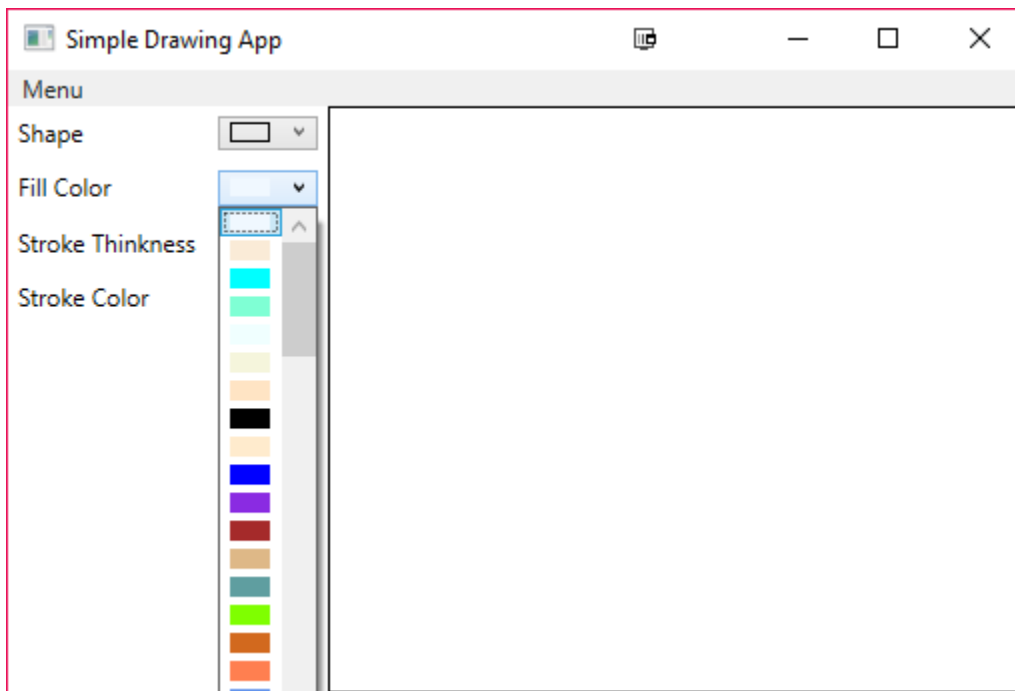 Simple Drawing App
Menu
Shape
Fill Color
Stroke Thinkness
Stroke Color